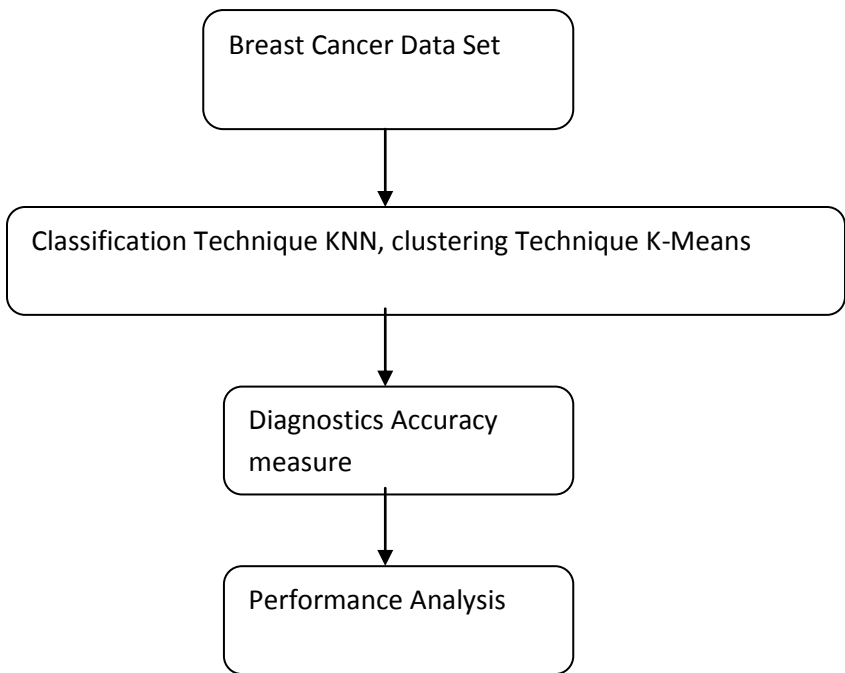 Breast Cancer Data Set
Classification Technique KNN, clustering Technique K-Means
Diagnostics Accuracy
measure
Performance Analysis